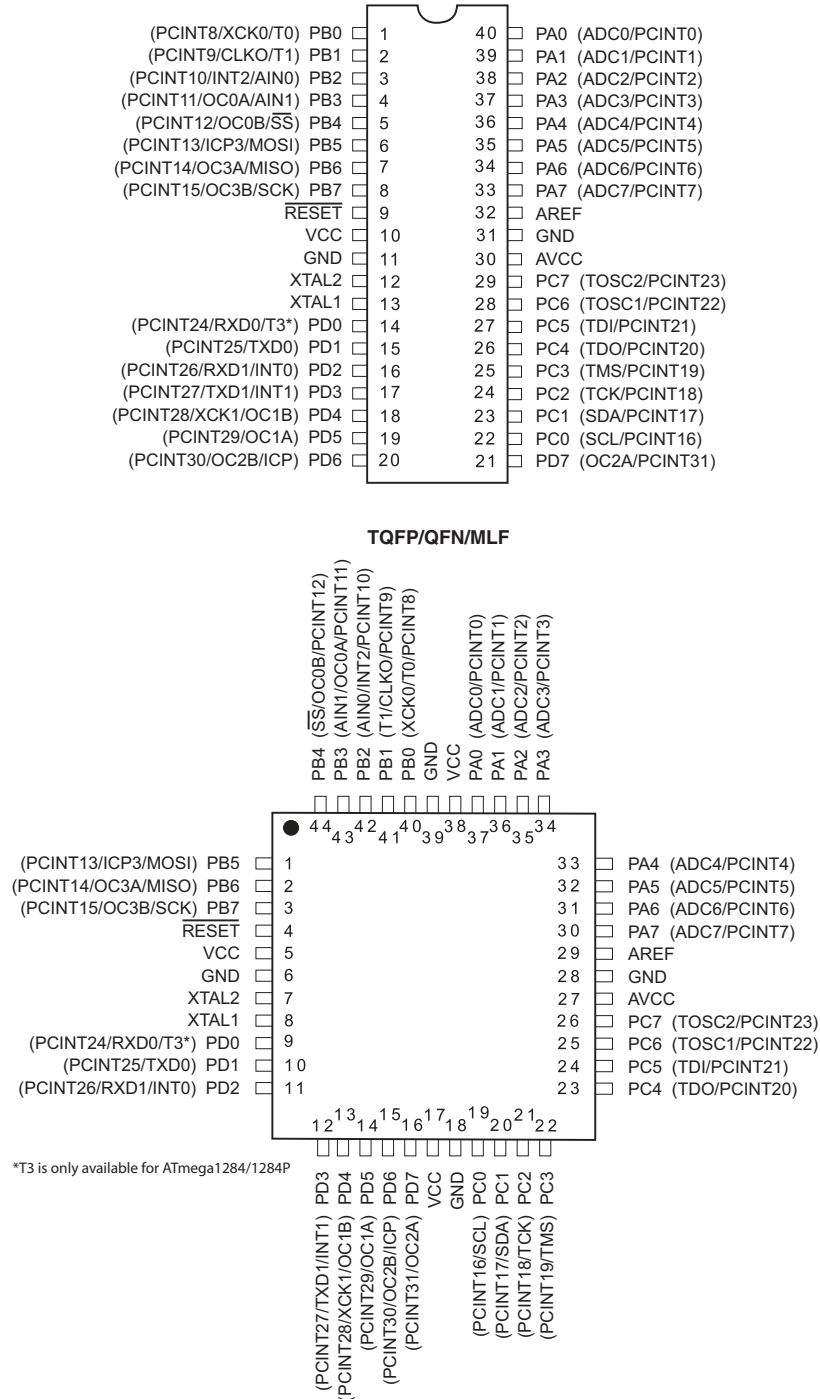 (PCINT8/XCK0/T0) PB0 1 40 PA0 (ADC0/PCINT0)
(PCINT9/CLKO/T1) PB1 2 39 PA1 (ADC1/PCINT1)
(PCINT10/INT2/AIN0) PB2 3 38 PA2 (ADC2/PCINT2)
(PCINT11/OC0A/AIN1) PB3 4 37 PA3 (ADC3/PCINT3)
(PCINT12/OC0B/S̅S̅) PB4 5 36 PA4 (ADC4/PCINT4)
(PCINT13/ICP3/MOSI) PB5 6 35 PA5 (ADC5/PCINT5)
(PCINT14/OC3A/MISO) PB6 7 34 PA6 (ADC6/PCINT6)
(PCINT15/OC3B/SCK) PB7 8 33 PA7 (ADC7/PCINT7)
R̅E̅S̅E̅T̅ 9 32 AREF
VCC 10 31 GND
GND 11 30 AVCC
XTAL2 12 29 PC7 (TOSC2/PCINT23)
XTAL1 13 28 PC6 (TOSC1/PCINT22)
(PCINT24/RXD0/T3*) PD0 14 27 PC5 (TDI/PCINT21)
(PCINT25/TXD0) PD1 15 26 PC4 (TDO/PCINT20)
(PCINT26/RXD1/INT0) PD2 16 25 PC3 (TMS/PCINT19)
(PCINT27/TXD1/INT1) PD3 17 24 PC2 (TCK/PCINT18)
(PCINT28/XCK1/OC1B) PD4 18 23 PC1 (SDA/PCINT17)
(PCINT29/OC1A) PD5 19 22 PC0 (SCL/PCINT16)
(PCINT30/OC2B/ICP) PD6 20 21 PD7 (OC2A/PCINT31)
TQFP/QFN/MLF
PB4 (S̅S̅/OC0B/PCINT12)
PB3 (AIN1/OC0A/PCINT11)
PB2 (AIN0/INT2/PCINT10)
PB1 (T1/CLKO/PCINT9)
PB0 (XCK0/T0/PCINT8)
GND
VCC
PA0 (ADC0/PCINT0)
PA1 (ADC1/PCINT1)
PA2 (ADC2/PCINT2)
PA3 (ADC3/PCINT3)
44 43 42 41 40 39 38 37 36 35 34
(PCINT13/ICP3/MOSI) PB5 1 33 PA4 (ADC4/PCINT4)
(PCINT14/OC3A/MISO) PB6 2 32 PA5 (ADC5/PCINT5)
(PCINT15/OC3B/SCK) PB7 3 31 PA6 (ADC6/PCINT6)
R̅E̅S̅E̅T̅ 4 30 PA7 (ADC7/PCINT7)
VCC 5 29 AREF
GND 6 28 GND
XTAL2 7 27 AVCC
XTAL1 8 26 PC7 (TOSC2/PCINT23)
(PCINT24/RXD0/T3*) PD0 9 25 PC6 (TOSC1/PCINT22)
(PCINT25/TXD0) PD1 10 24 PC5 (TDI/PCINT21)
(PCINT26/RXD1/INT0) PD2 11 23 PC4 (TDO/PCINT20)
12 13 14 15 16 17 18 19 20 21 22
*T3 is only available for ATmega1284/1284P
(PCINT27/TXD1/INT1) PD3
(PCINT28/XCK1/OC1B) PD4
(PCINT29/OC1A) PD5
(PCINT30/OC2B/ICP) PD6
(PCINT31/OC2A) PD7
VCC
GND
(PCINT16/SCL) PC0
(PCINT17/SDA) PC1
(PCINT18/TCK) PC2
(PCINT19/TMS) PC3